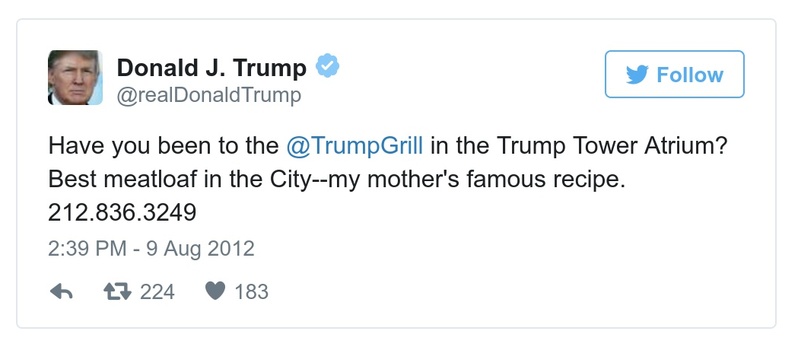 Donald J. Trump
@realDonaldTrump
Follow
Have you been to the @TrumpGrill in the Trump Tower Atrium?
Best meatloaf in the City--my mother's famous recipe.
212.836.3249
2:39 PM - 9 Aug 2012
224 183